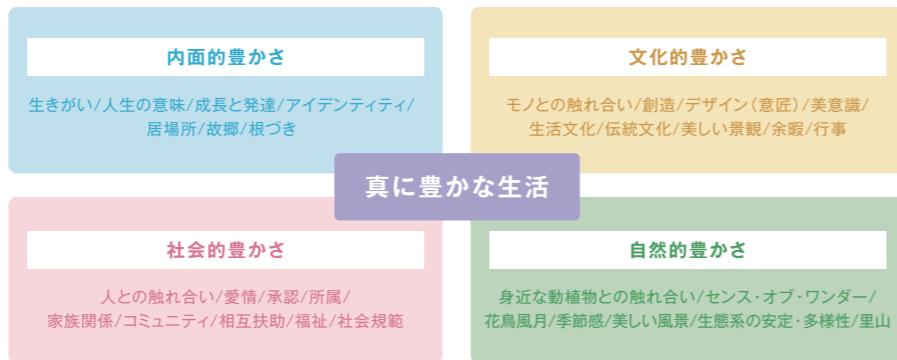 内面的豊かさ
生きがい/人生の意味/成長と発達/アイデンティティ/
居場所/故郷/根づき
文化的豊かさ
モノとの触れ合い/創造/デザイン(意匠)/美意識/
生活文化/伝統文化/美しい景観/余暇/行事
真に豊かな生活
社会的豊かさ
人との触れ合い/愛情/承認/所属/
家族関係/コミュニティ/相互扶助/福祉/社会規範
自然的豊かさ
身近な動植物との触れ合い/センス・オブ・ワンダー/
花鳥風月/季節感/美しい風景/生態系の安定・多様性/里山